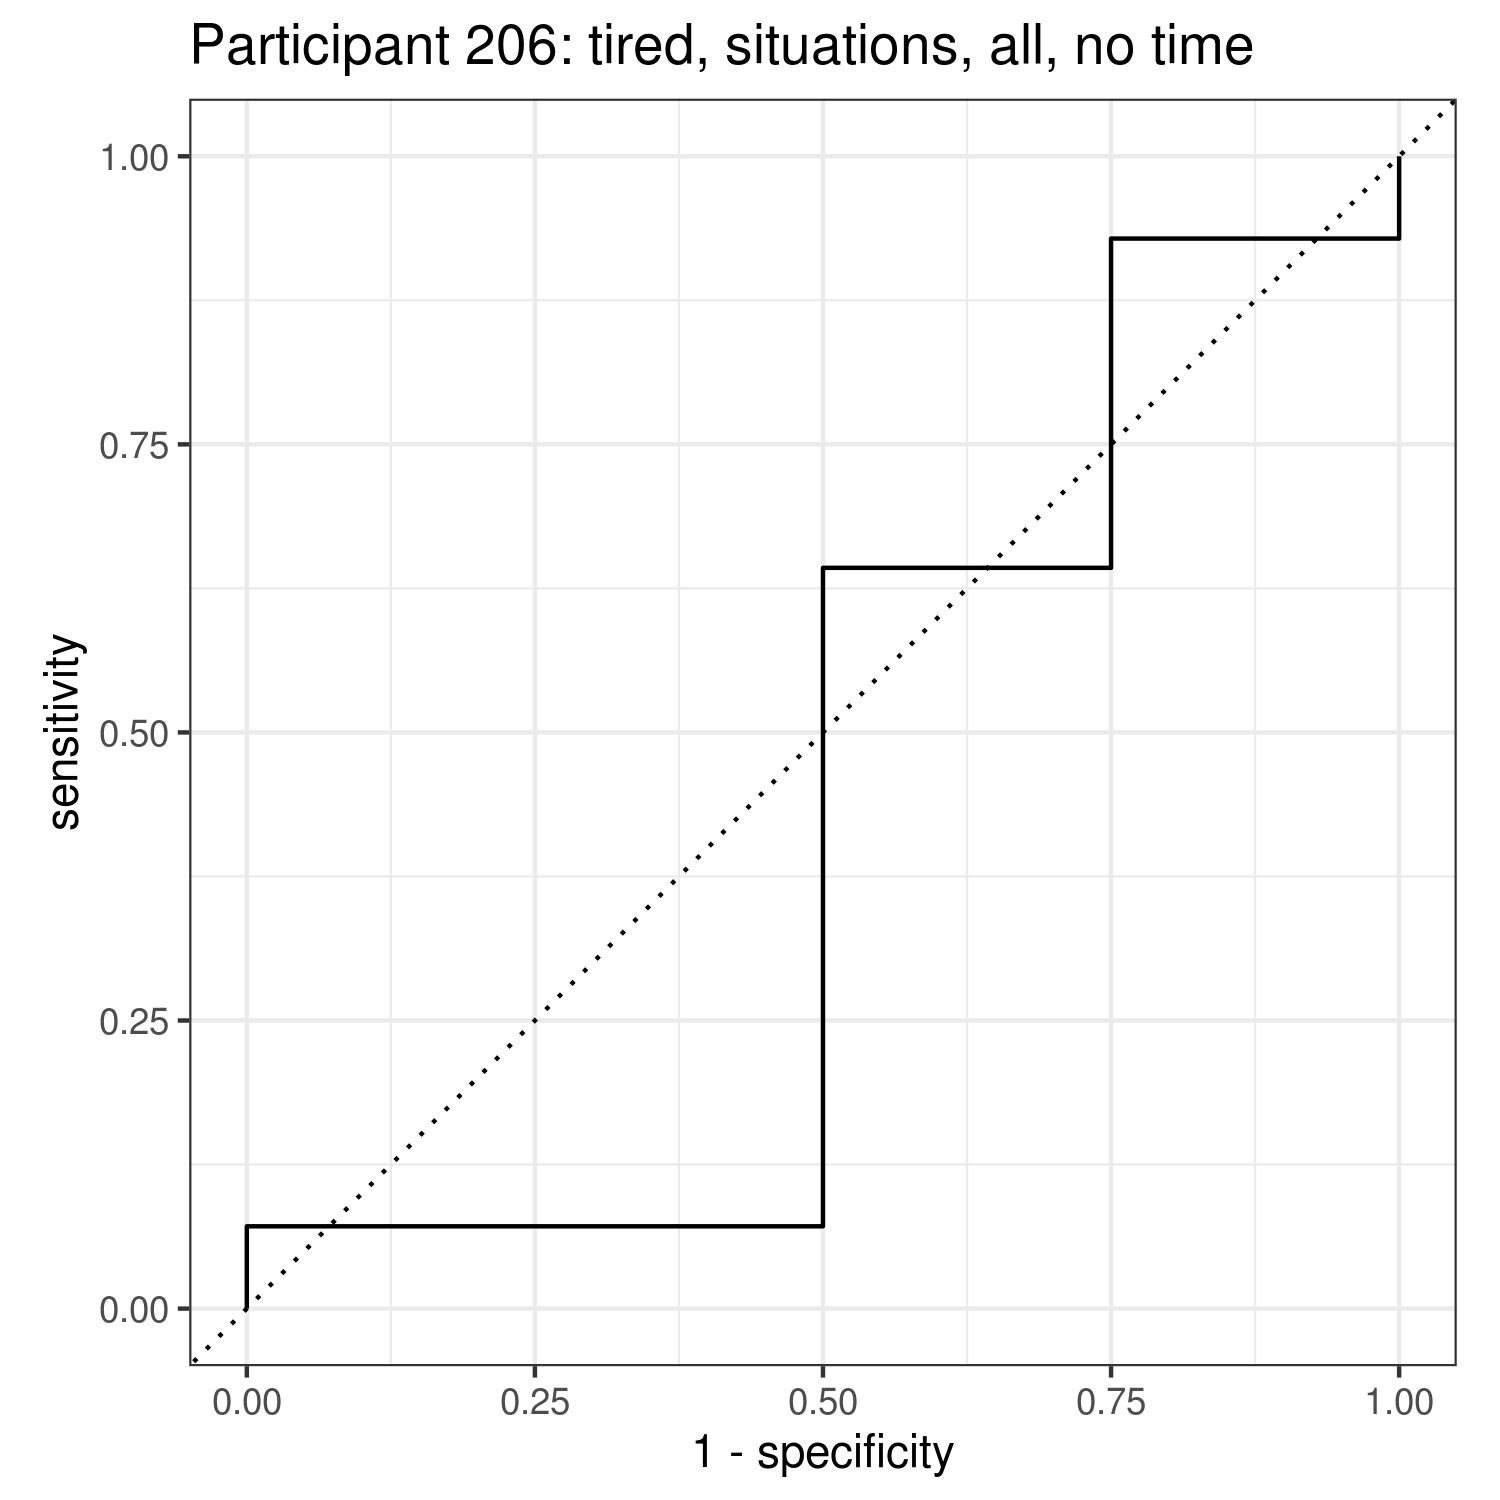 Participant 206: tired, situations, all, no time
1.00
0.75
0.50
0.25
0.00
sensitivity
0.00 0.25 0.50 0.75 1.00
1 - specificity